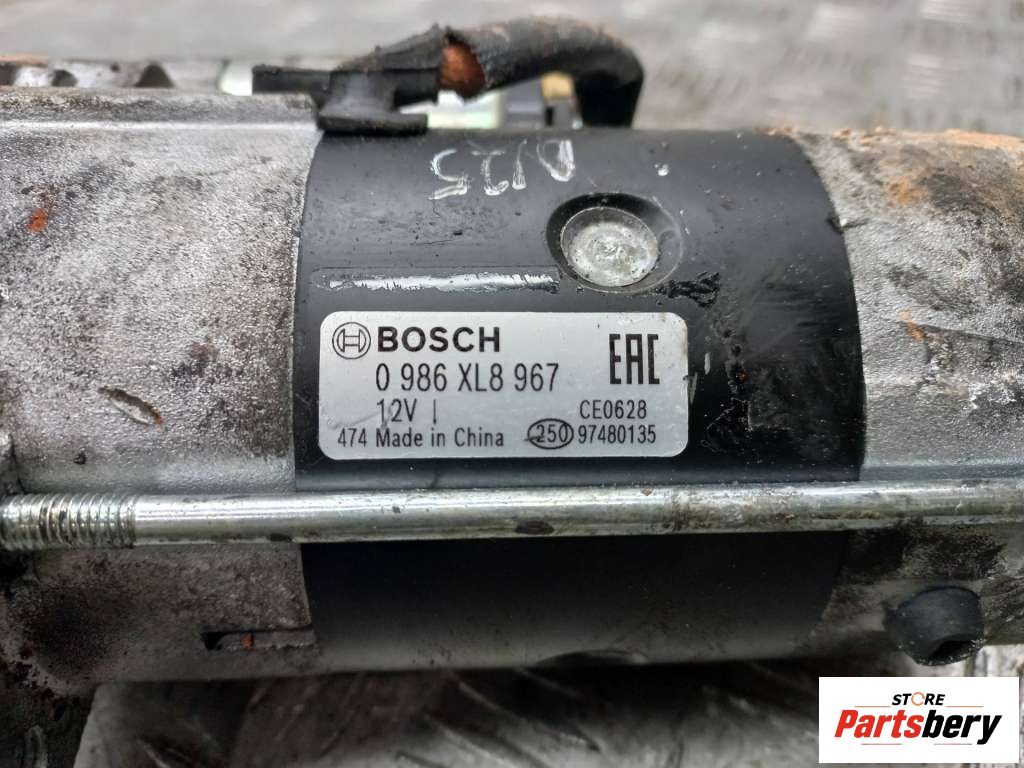 BOSCH
0 986 XL8 967
EAC
12V
CE0628
474 Made in China
250 97480135
STORE
Partsbery